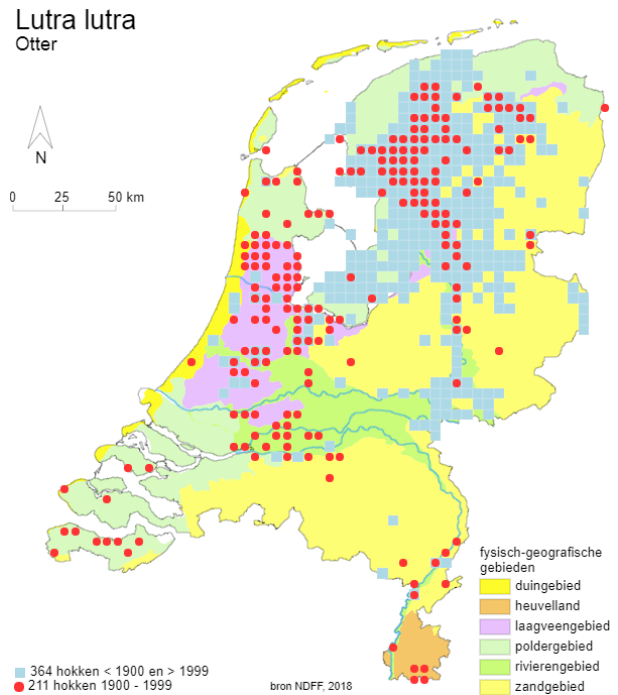 Lutra lutra
Otter
N
0 25 50 km
fysisch-geografische
gebieden
duingebied
heuvelland
laagveengebied
poldergebied
rivierengebied
zandgebied
364 hokken < 1900 en > 1999
211 hokken 1900 - 1999
bron NDFF, 2018